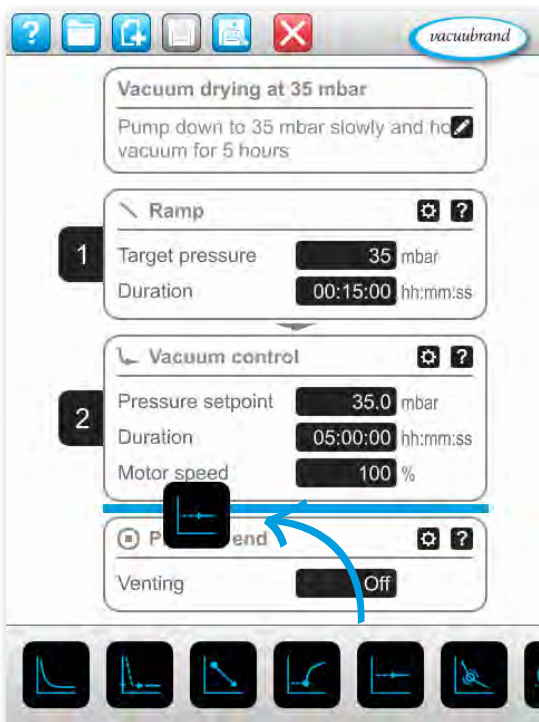 ?
vacuubrand
Vacuum drying at 35 mbar
Pump down to 35 mbar slowly and
vacuum for 5 hours
Ramp ?
1
Target pressure 35 mbar
Duration 00:15:00 hh:mm:ss
Vacuum control ?
2
Pressure setpoint 35.0 mbar
Duration 05:00:00 hh:mm:ss
Motor speed 100 %
end ?
Venting Off